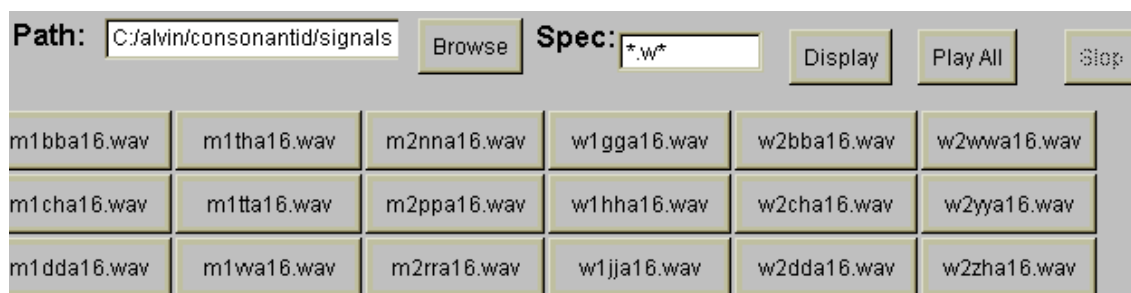 Path: C:/alvin/consonantid/signals Browse Spec: *.w* Display Play All Stop
m1bba16.wav m1tha16.wav m2nna16.wav w1gga16.wav w2bba16.wav w2wwa16.wav
m1cha16.wav m1tta16.wav m2ppa16.wav w1hha16.wav w2cha16.wav w2yya16.wav
m1dda16.wav m1vva16.wav m2rra16.wav w1jja16.wav w2dda16.wav w2zha16.wav